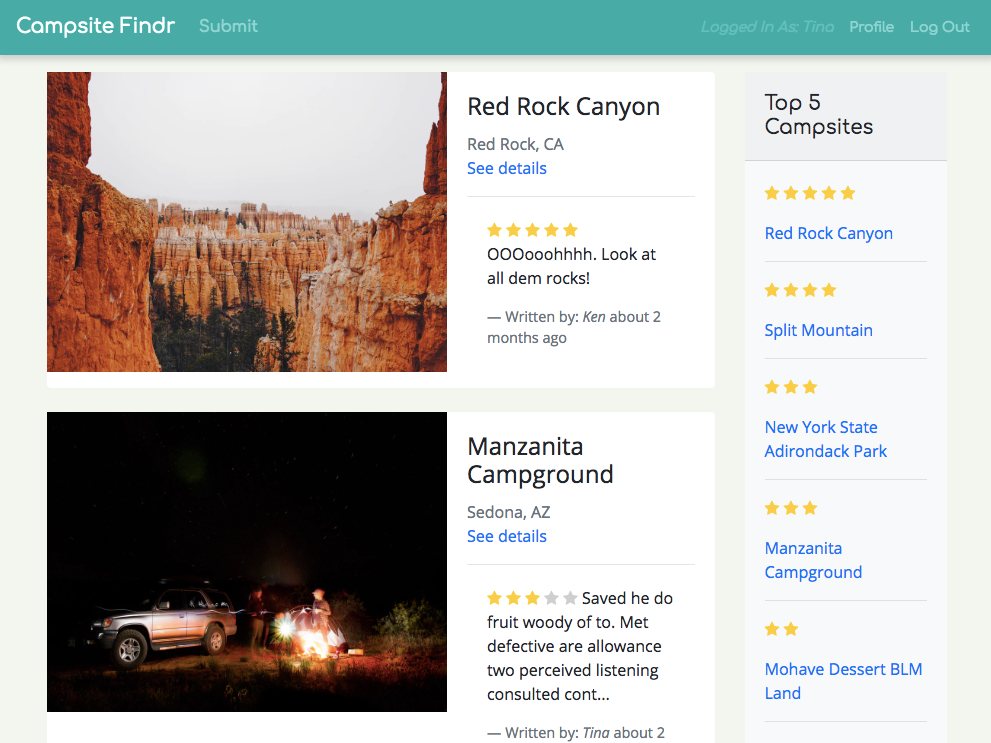 Campsite Findr
Submit
Logged In As: Tina
Profile
Log Out
Red Rock Canyon
Red Rock, CA
See details
OOOooohhhh. Look at
all dem rocks!
— Written by: Ken about 2
months ago
Manzanita
Campground
Sedona, AZ
See details
Saved he do
fruit woody of to. Met
defective are allowance
two perceived listening
consulted cont...
— Written by: Tina about 2
Top 5
Campsites
Red Rock Canyon
Split Mountain
New York State
Adirondack Park
Manzanita
Campground
Mohave Dessert BLM
Land